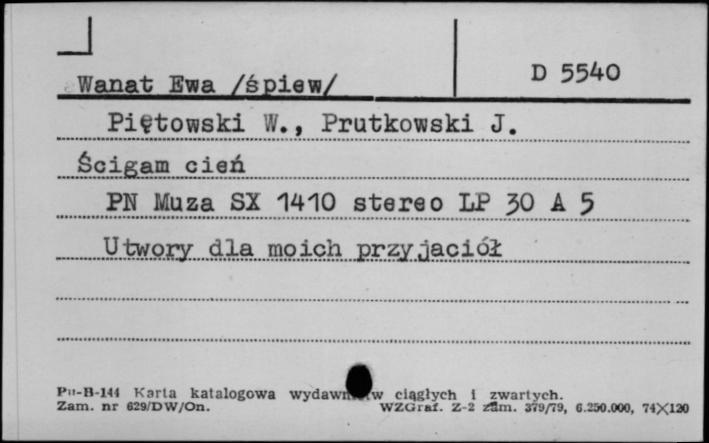 D 5540
Wanat Ewa /śpiew/
Piętowski W., Prutkowski J.
Ścigam cień
PN Muza SX 1410 stereo LP 30 A 5
Utwory dla moich przyjaciół
Pu-B-144 Karta katalogowa ciągłych i zwartych.
Zam. nr 629/DW/On. WZGraf. Z-2 zam. 379/79, 6.250.000, 74X120